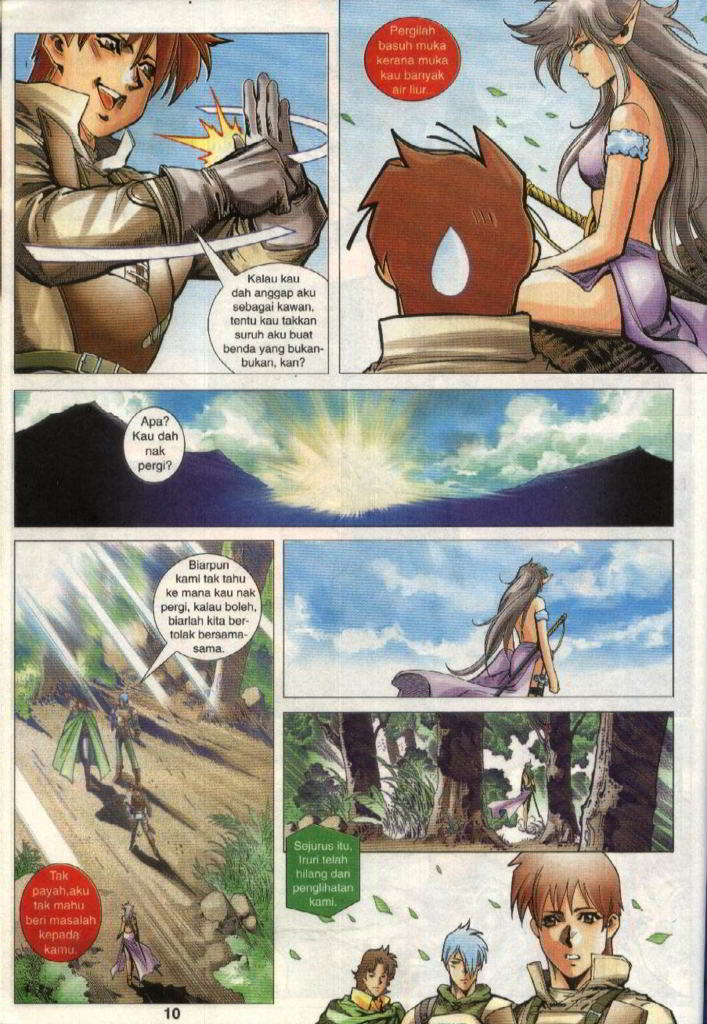 Kalau kau
dah anggap aku
sebagai kawan,
tentu kau takkan
suruh aku buat
benda yang bukan-
bukan, kan?
Pergilah
basuh muka
kerana muka
kau banyak
air liur..
Apa?
Kau dah
nak
pergi?
Biarpun
kami tak tahu
ke mana kau nak
pergi, kalau boleh,
biarlah kita ber-
tolak bersama-
sama.
Tak
payah,aku
tak mahu
beri masalah
kepada
kamu.
Sejurus itu,
Iruri telah
hilang dari
penglihatan
kami.
10